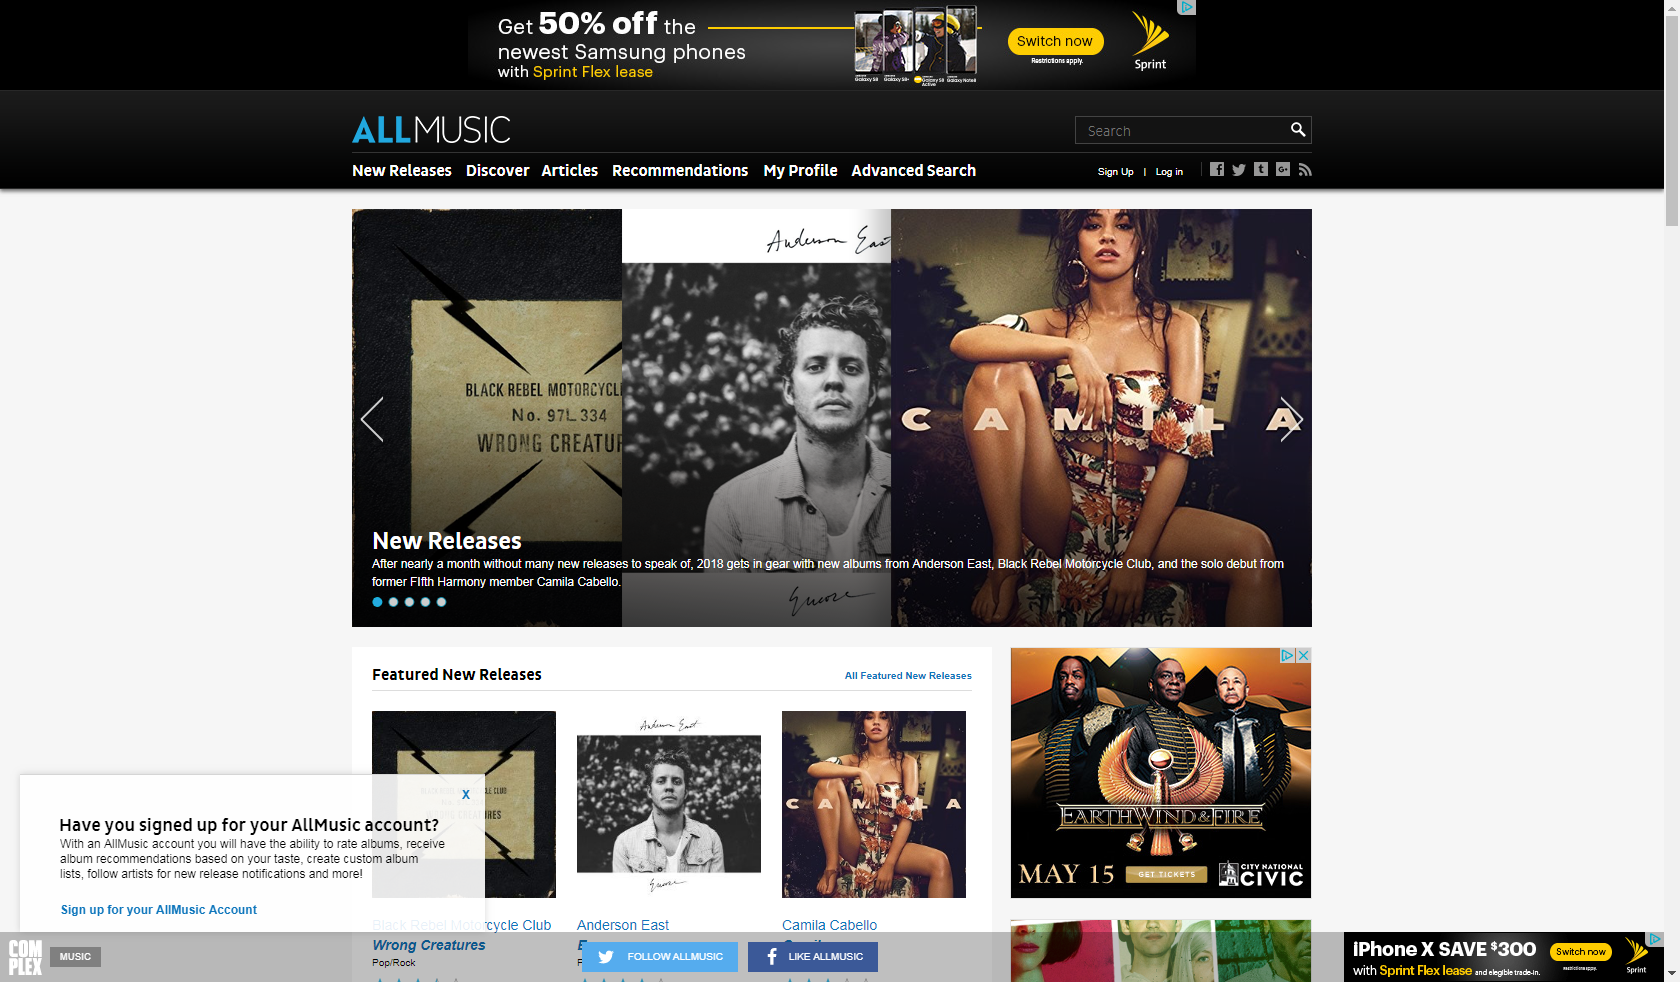 Get 50% off the
newest Samsung phones
with Sprint Flex lease
Switch now
Restrictions apply.
Sprint
ALLMUSIC
Search
New Releases Discover Articles Recommendations My Profile Advanced Search
Sign Up | Log in
Anderson East
BLACK REBEL MOTORCYCL
No. 97L 334
WRONG CREATUR
CAMILA
Encore
New Releases
After nearly a month without many new releases to speak of, 2018 gets in gear with new albums from Anderson East, Black Rebel Motorcycle Club, and the solo debut from
former FIfth Harmony member Camila Cabello.
Featured New Releases
All Featured New Releases
Anderson East
CAMILA
Encore
X
Have you signed up for your AllMusic account?
With an AllMusic account you will have the ability to rate albums, receive
album recommendations based on your taste, create custom album
lists, follow artists for new release notifications and more!
Sign up for your AllMusic Account
Black Rebel Motorcycle Club
Wrong Creatures
Pop/Rock
Anderson East
Camila Cabello
EARTH WIND & FIRE
MAY 15
GET TICKETS
CITY NATIONAL
CIVIC
COMPLEX
MUSIC
FOLLOW ALLMUSIC
LIKE ALLMUSIC
iPhone X SAVE $300
with Sprint Flex lease and elegible trade-in.
Switch now
Restrictions apply.
Sprint